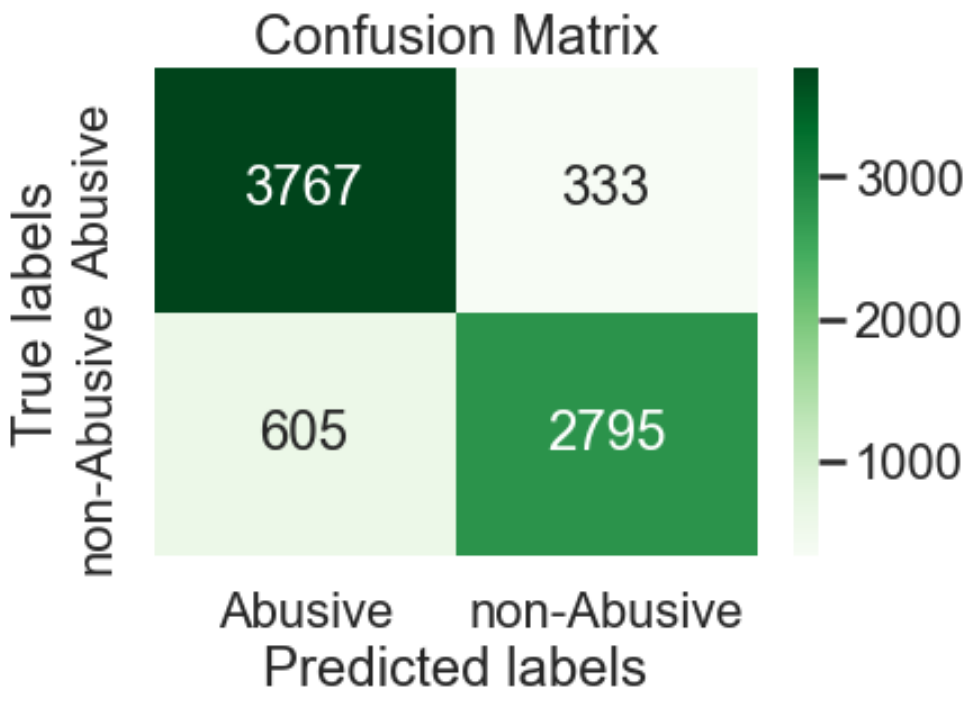 Confusion Matrix
True labels
Abusive
non-Abusive
3767 333
605 2795
Abusive non-Abusive
Predicted labels
3000
2000
1000